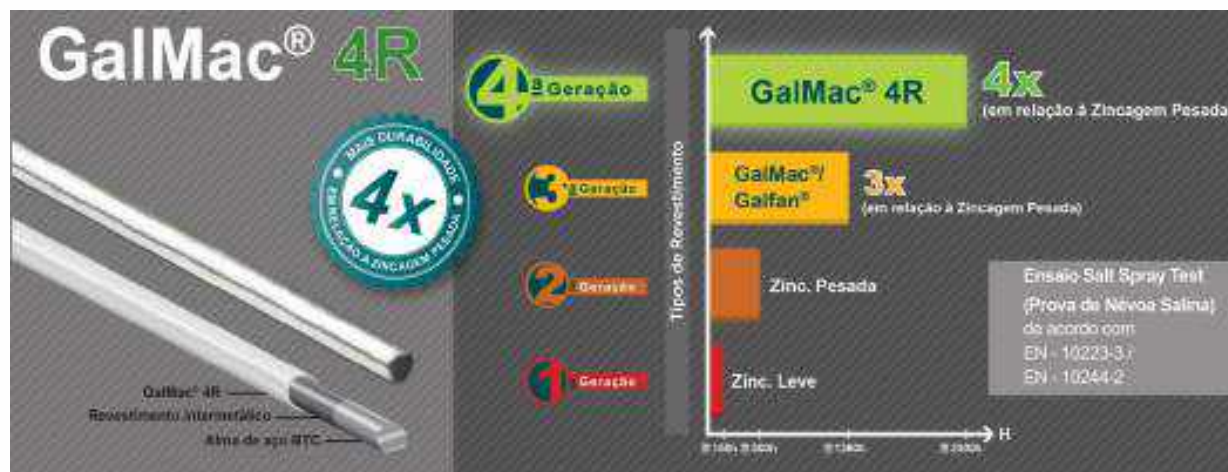 GalMac® 4R
MAIS DURABILIDADE
4x
EM RELAÇÃO À ZINCAGEM PESADA
GalMac® 4R
Revestimento Intermetálico
Alma de aço BTC
4ª Geração
3ª Geração
2 Geração
1 Geração
Tipos de Revestimento
GalMac® 4R
4x
(em relação à Zincagem Pesada)
GalMac®/
Galfan®
3x
(em relação à Zincagem Pesada)
Zinc. Pesada
Zinc. Leve
H
Ensaio Salt Spray Test
(Prova de Névoa Salina)
de acordo com
EN - 10223-3 /
EN - 10244-2